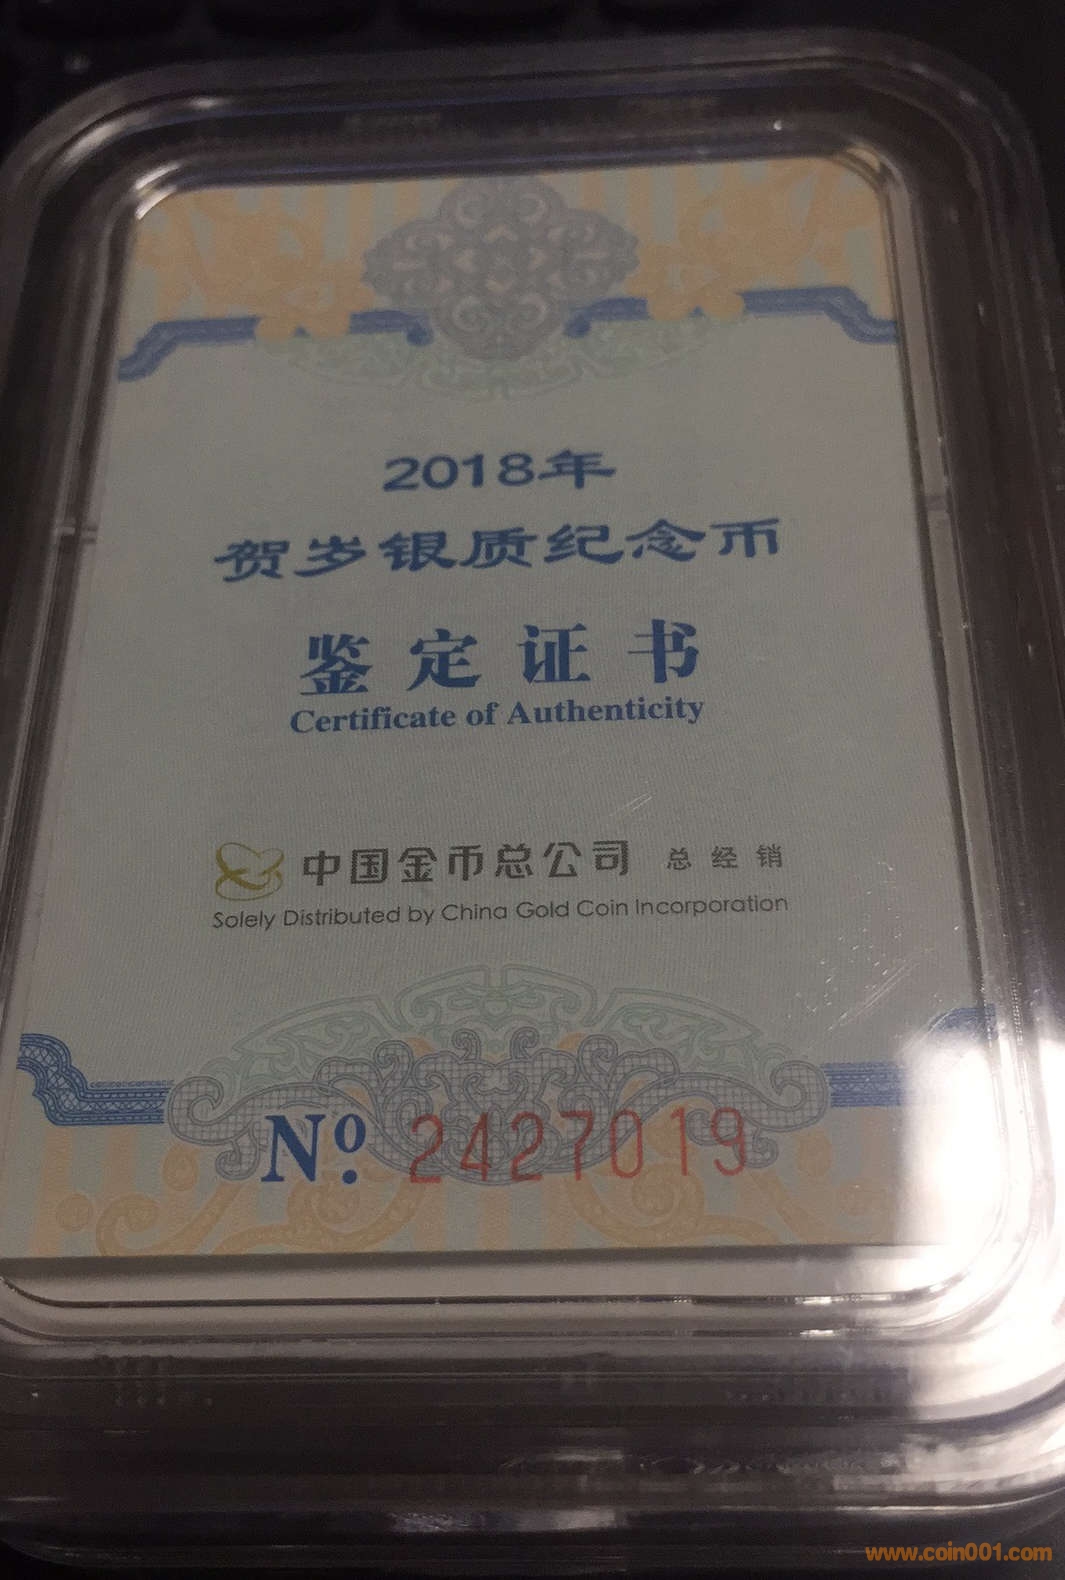 2018年
贺岁银质纪念币
鉴定证书
Certificate of Authenticity
中国金币总公司 总经销
Solely Distributed by China Gold Coin Incorporation
Nº. 2427019
www.coin001.com